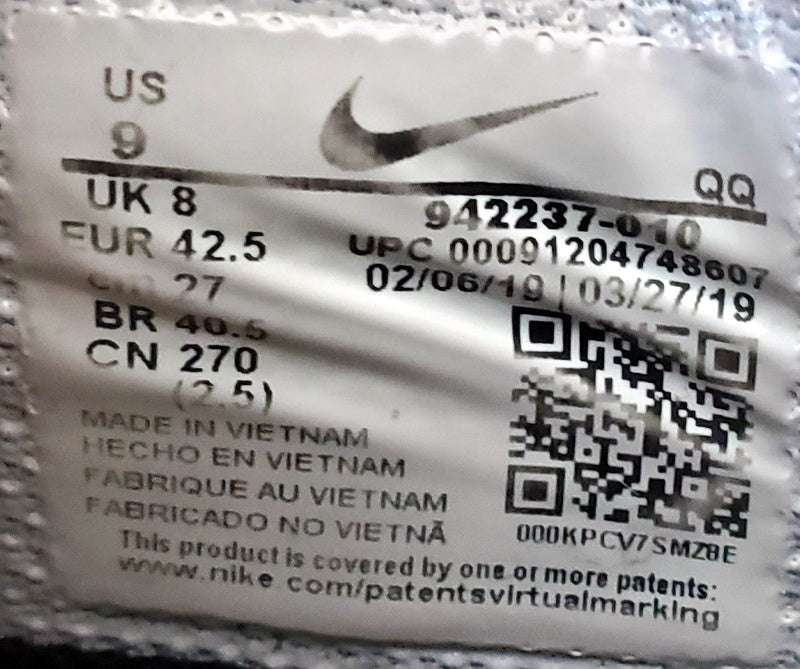 US
9
QQ
UK 8
942237-010
EUR 42.5
UPC 00091204748607
cm 27
02/06/19 | 03/27/19
BR 40.5
CN 270
(2.5)
MADE IN VIETNAM
HECHO EN VIETNAM
FABRIQUE AU VIETNAM
FABRICADO NO VIETNÃ
000KPCV7SMZ8E
This product is covered by one or more patents:
www.nike.com/patentsvirtualmarking